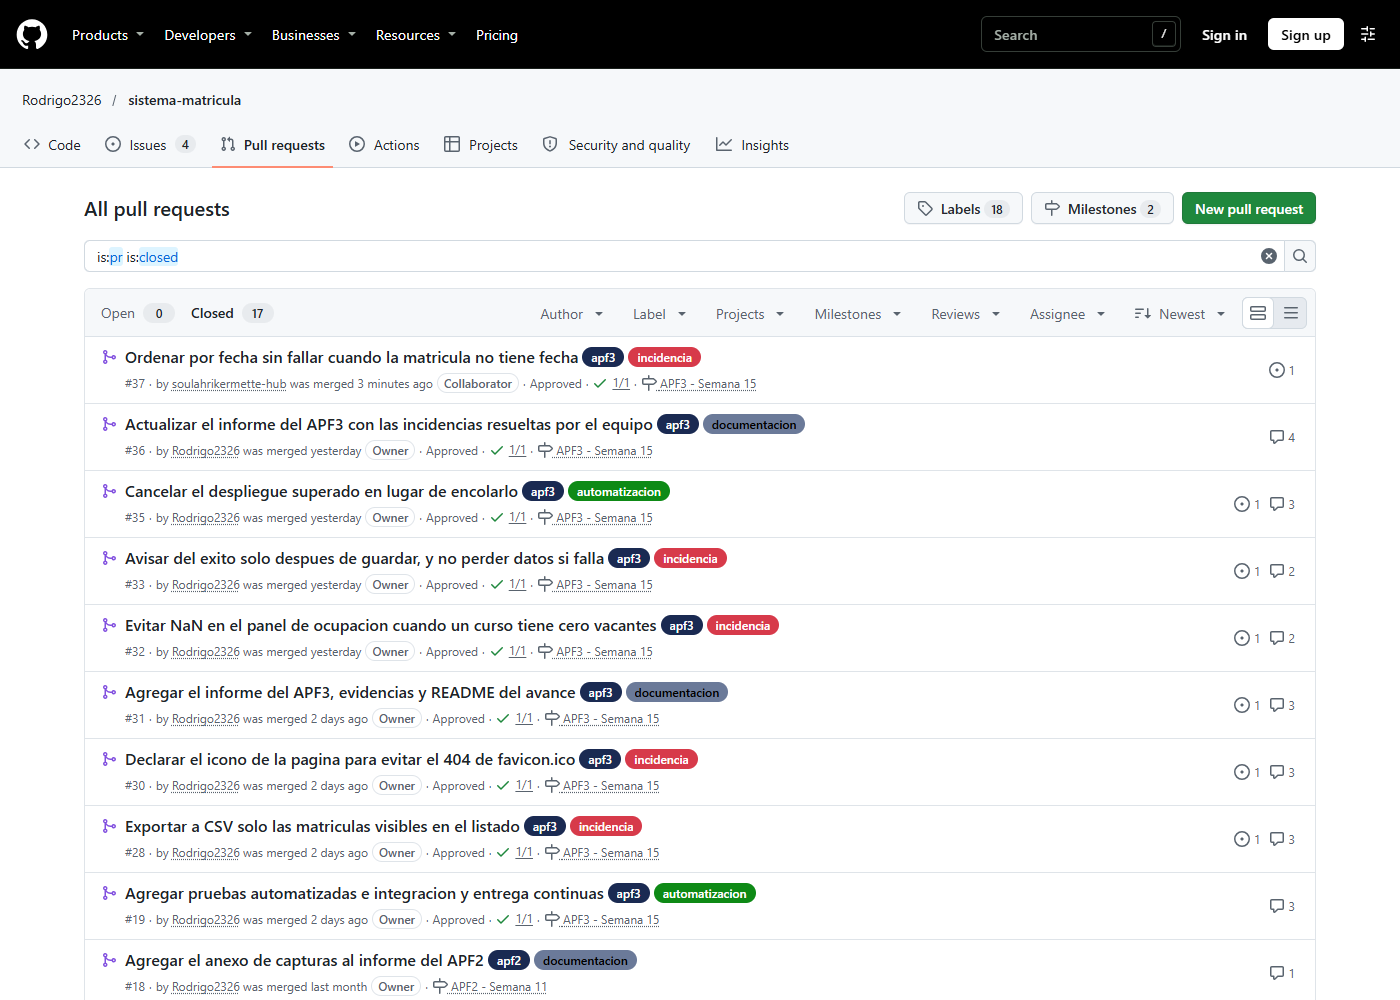 Products Developers Businesses Resources Pricing Search / Sign in Sign up
Rodrigo2326 / sistema-matricula
Code Issues 4 Pull requests Actions Projects Security and quality Insights
All pull requests Labels 18 Milestones 2 New pull request
is:pr is:closed
Open 0 Closed 17 Author Label Projects Milestones Reviews Assignee Newest
Ordenar por fecha sin fallar cuando la matricula no tiene fecha apf3 incidencia 1
#37 · by soulahrikermette-hub was merged 3 minutes ago Collaborator · Approved · 1/1 · APF3 - Semana 15
Actualizar el informe del APF3 con las incidencias resueltas por el equipo apf3 documentacion 4
#36 · by Rodrigo2326 was merged yesterday Owner · Approved · 1/1 · APF3 - Semana 15
Cancelar el despliegue superado en lugar de encolarlo apf3 automatizacion 1 3
#35 · by Rodrigo2326 was merged yesterday Owner · Approved · 1/1 · APF3 - Semana 15
Avisar del exito solo despues de guardar, y no perder datos si falla apf3 incidencia 1 2
#33 · by Rodrigo2326 was merged yesterday Owner · Approved · 1/1 · APF3 - Semana 15
Evitar NaN en el panel de ocupacion cuando un curso tiene cero vacantes apf3 incidencia 1 2
#32 · by Rodrigo2326 was merged yesterday Owner · Approved · 1/1 · APF3 - Semana 15
Agregar el informe del APF3, evidencias y README del avance apf3 documentacion 1 3
#31 · by Rodrigo2326 was merged 2 days ago Owner · Approved · 1/1 · APF3 - Semana 15
Declarar el icono de la pagina para evitar el 404 de favicon.ico apf3 incidencia 1 3
#30 · by Rodrigo2326 was merged 2 days ago Owner · Approved · 1/1 · APF3 - Semana 15
Exportar a CSV solo las matriculas visibles en el listado apf3 incidencia 1 3
#28 · by Rodrigo2326 was merged 2 days ago Owner · Approved · 1/1 · APF3 - Semana 15
Agregar pruebas automatizadas e integracion y entrega continuas apf3 automatizacion 3
#19 · by Rodrigo2326 was merged 2 days ago Owner · Approved · 1/1 · APF3 - Semana 15
Agregar el anexo de capturas al informe del APF2 apf2 documentacion 1
#18 · by Rodrigo2326 was merged last month Owner · APF2 - Semana 11